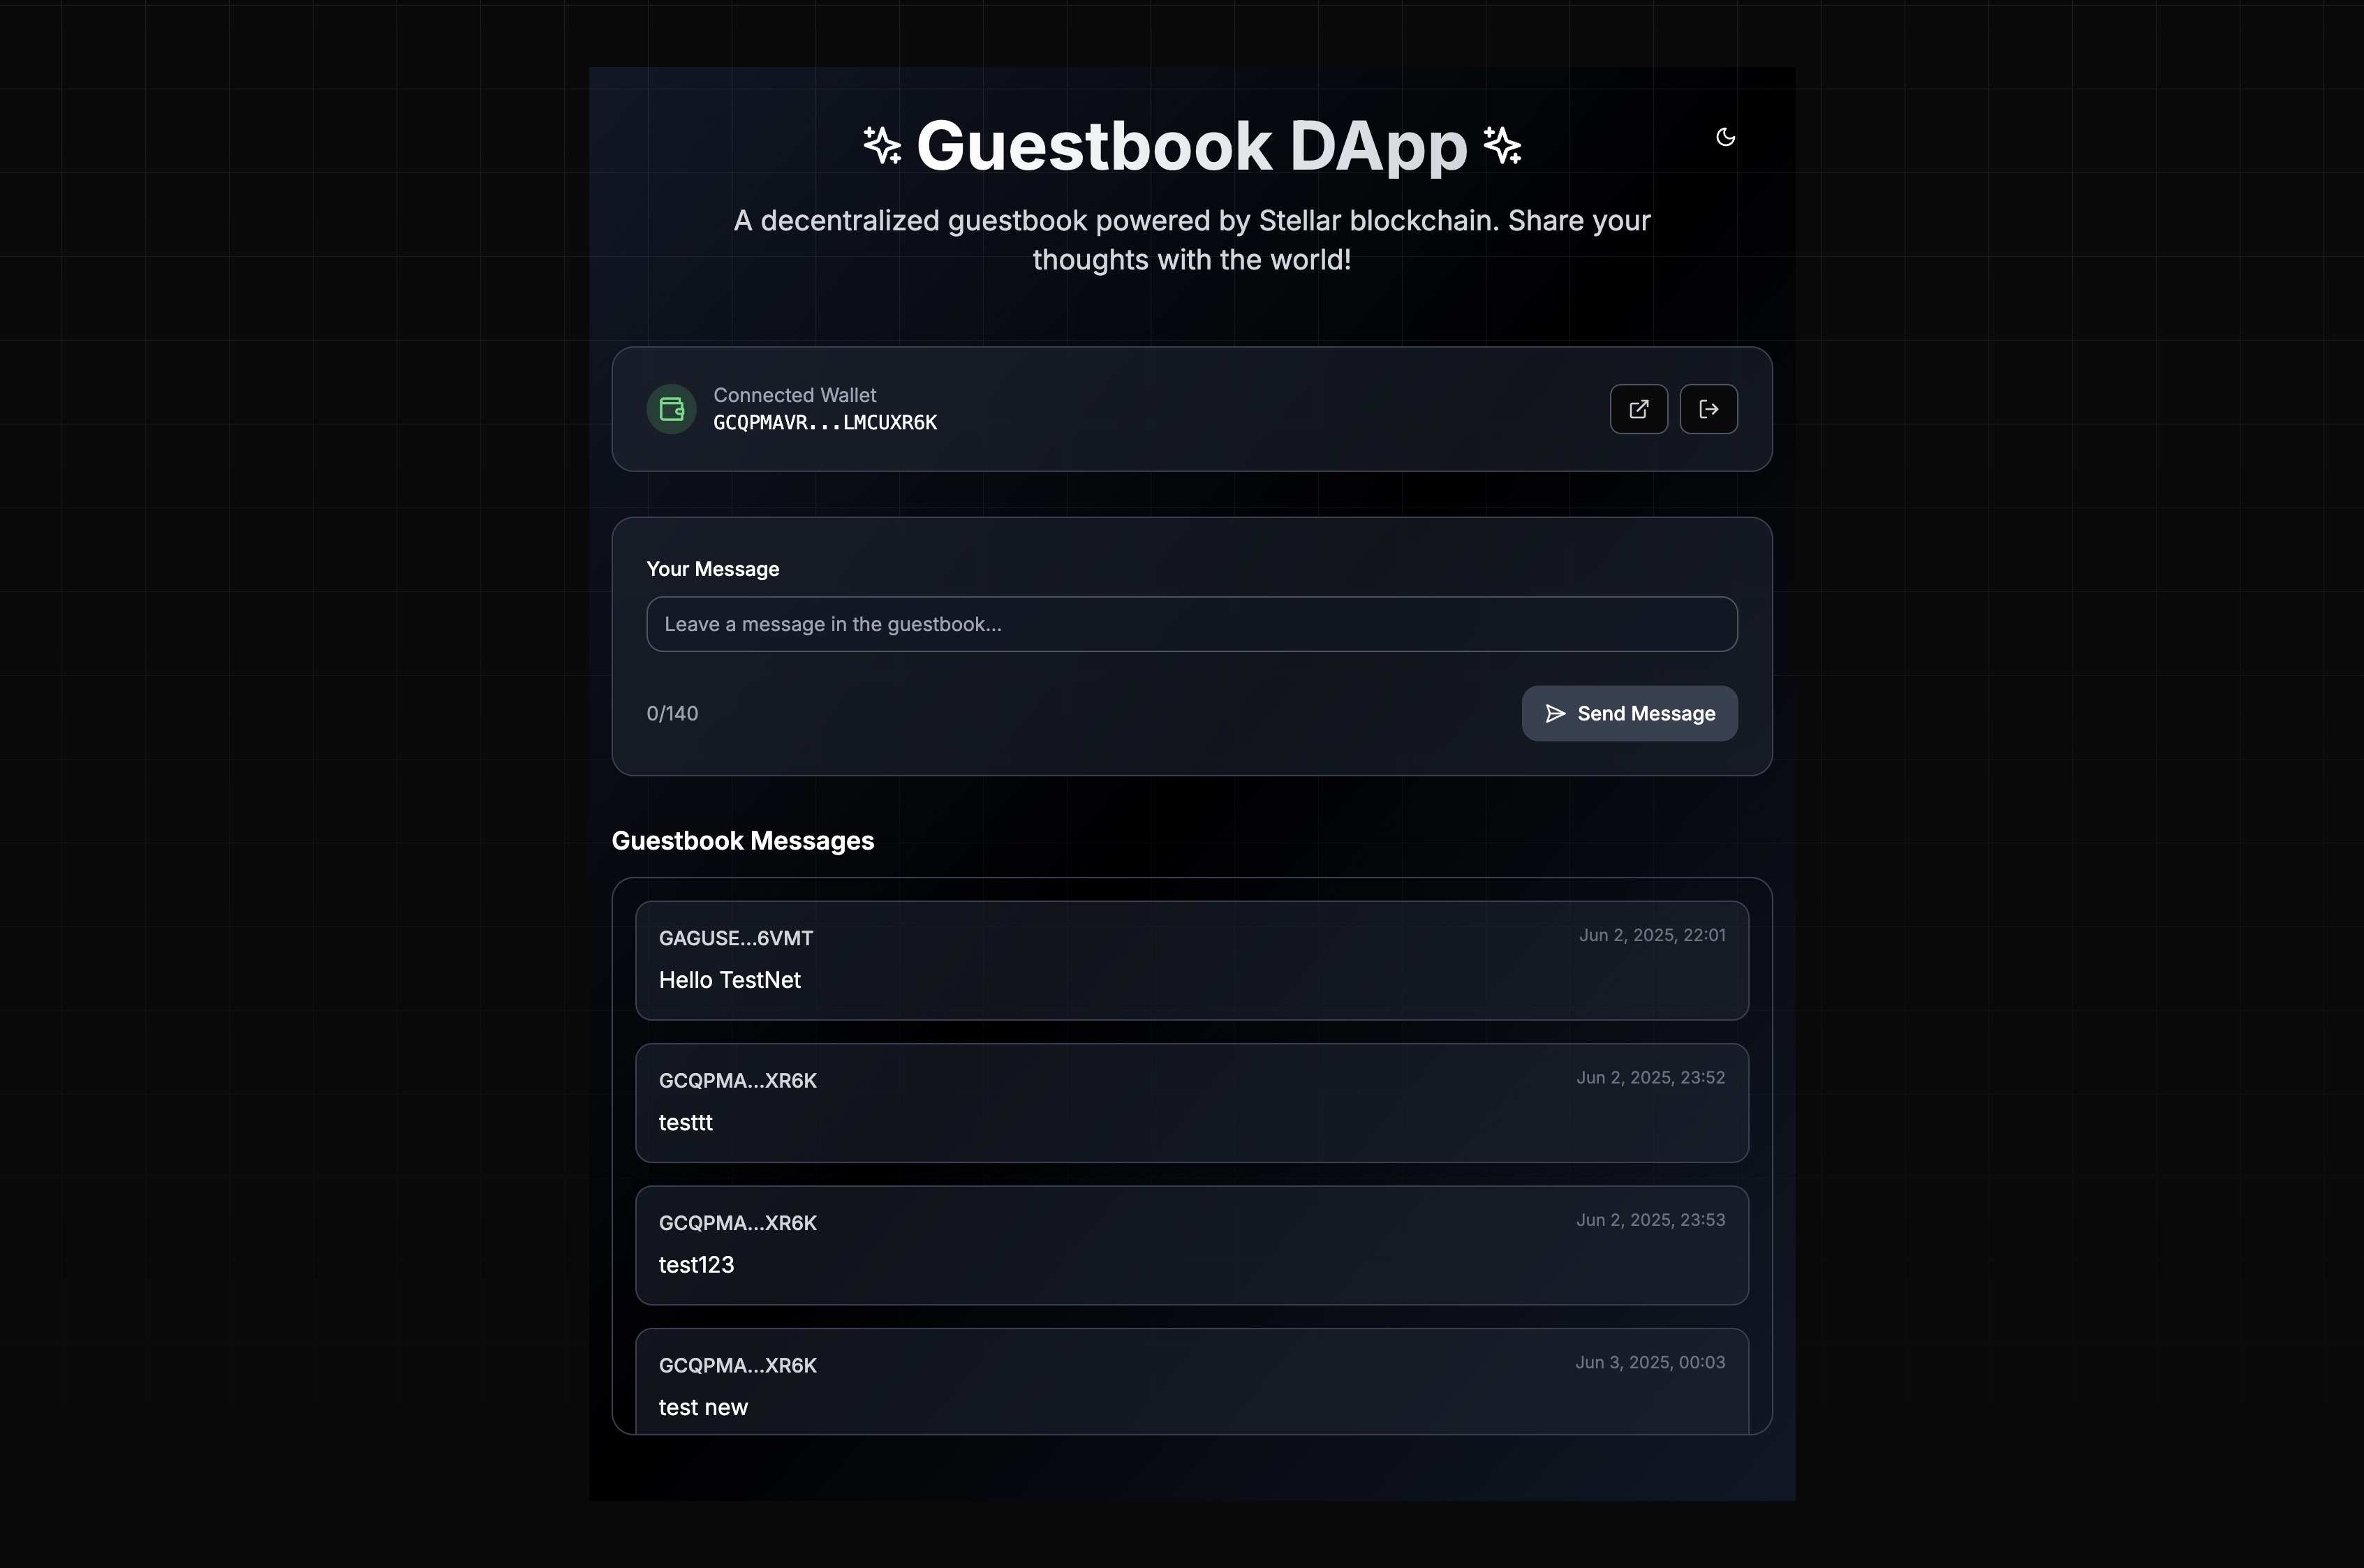 Guestbook DApp
A decentralized guestbook powered by Stellar blockchain. Share your
thoughts with the world!
Connected Wallet
GCQPMAVR...LMCUXR6K
Your Message
Leave a message in the guestbook...
0/140
Send Message
Guestbook Messages
GAGUSE...6VMT
Jun 2, 2025, 22:01
Hello TestNet
GCQPMA...XR6K
Jun 2, 2025, 23:52
testtt
GCQPMA...XR6K
Jun 2, 2025, 23:53
test123
GCQPMA...XR6K
Jun 3, 2025, 00:03
test new